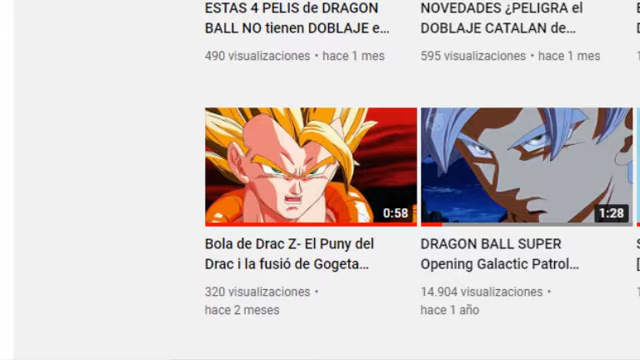 ESTAS 4 PELIS de DRAGON
BALL NO tienen DOBLAJE e...
490 visualizaciones • hace 1 mes
NOVEDADES ¿PELIGRA el
DOBLAJE CATALAN de...
595 visualizaciones • hace 1 mes
0:58
Bola de Drac Z- El Puny del
Drac i la fusió de Gogeta...
320 visualizaciones •
hace 2 meses
1:28
DRAGON BALL SUPER
Opening Galactic Patrol...
14.904 visualizaciones •
hace 1 año